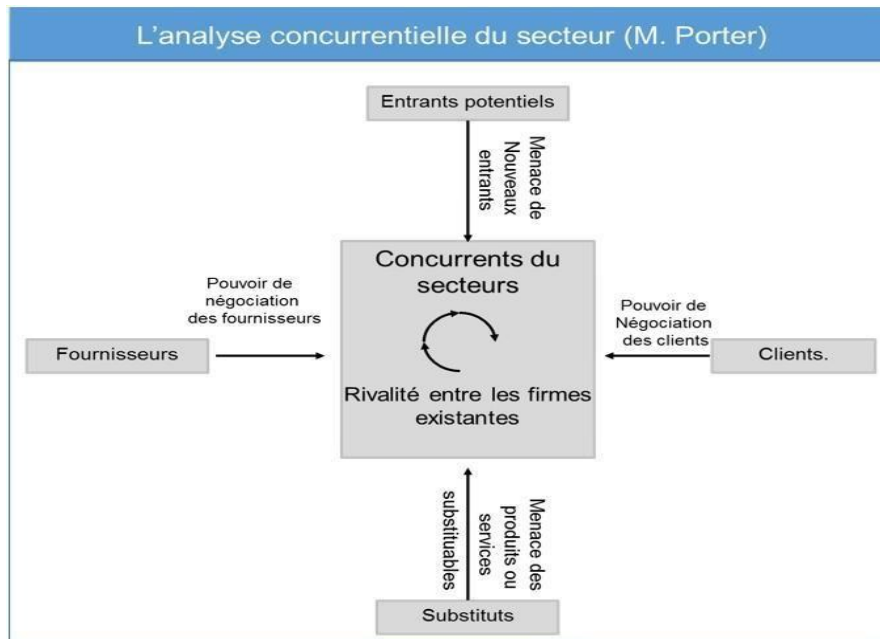 L'analyse concurrentielle du secteur (M. Porter)
Entrants potentiels
Menace de
Nouveaux
entrants
Concurrents du
secteurs
Pouvoir de
négociation
des fournisseurs
Pouvoir de
Négociation
des clients
Fournisseurs
Clients.
Rivalité entre les firmes
existantes
Menace des
produits ou
services
substituables
Substituts